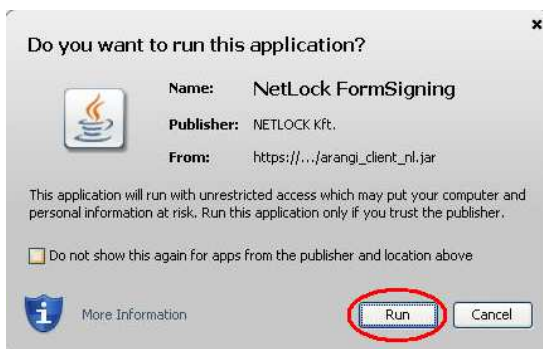 Do you want to run this application?
Name: NetLock FormSigning
Publisher: NETLOCK Kft.
From: https://.../arangi_client_nl.jar
This application will run with unrestricted access which may put your computer and
personal information at risk. Run this application only if you trust the publisher.
Do not show this again for apps from the publisher and location above
More Information
Run
Cancel